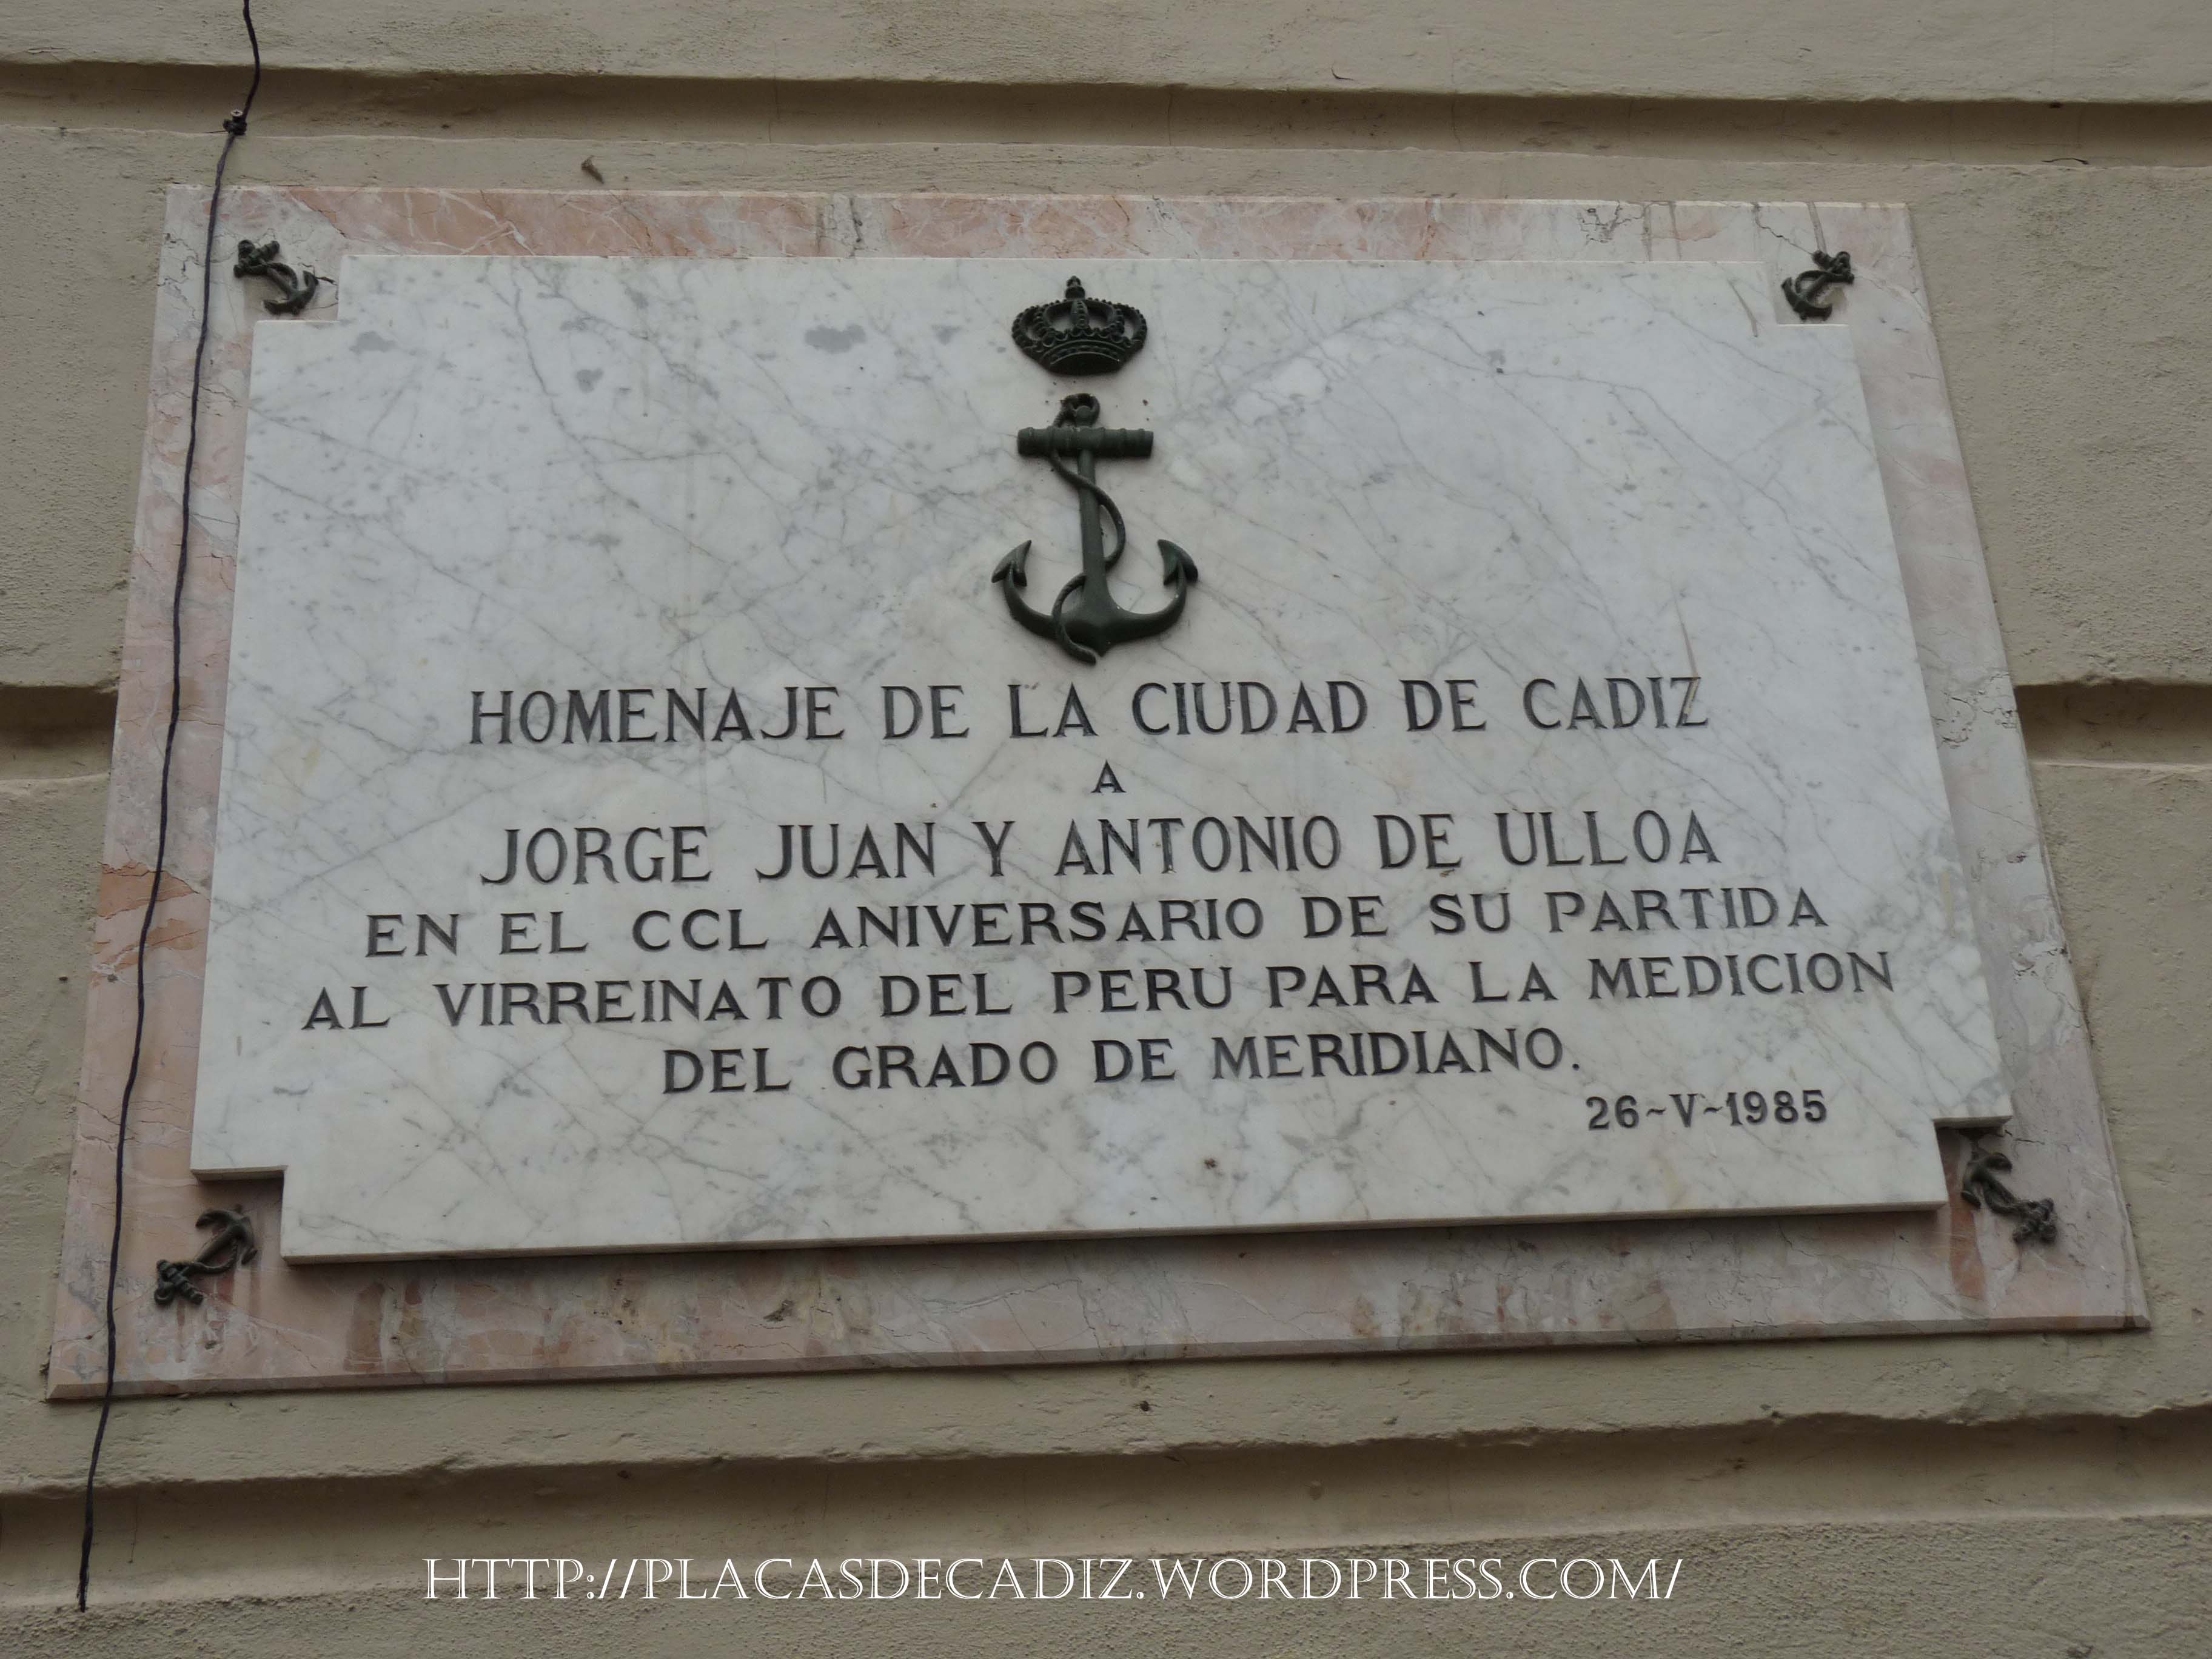 HOMENAJE DE LA CIUDAD DE CADIZ
A
JORGE JUAN Y ANTONIO DE ULLOA
EN EL CCL ANIVERSARIO DE SU PARTIDA
AL VIRREINATO DEL PERU PARA LA MEDICION
DEL GRADO DE MERIDIANO.
26-V-1985
HTTP://PLACASDECADIZ.WORDPRESS.COM/